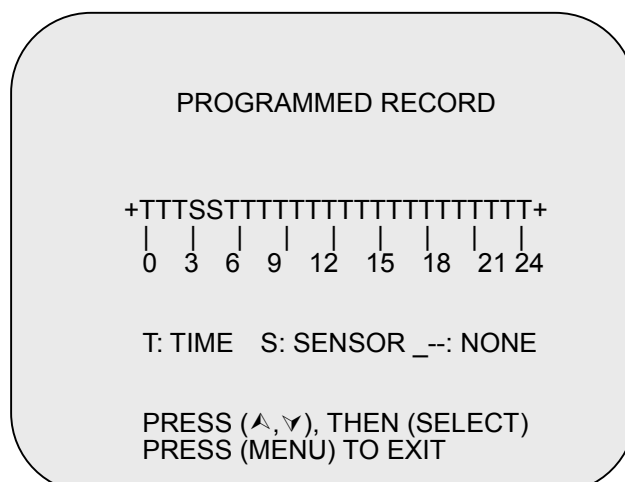 PROGRAMMED RECORD
+TTTSSTTTTTTTTTTTTTTTTTTT+
| | | | | | | | |
0 3 6 9 12 15 18 21 24
T: TIME S: SENSOR _--: NONE
PRESS (⮝,⮟), THEN (SELECT)
PRESS (MENU) TO EXIT